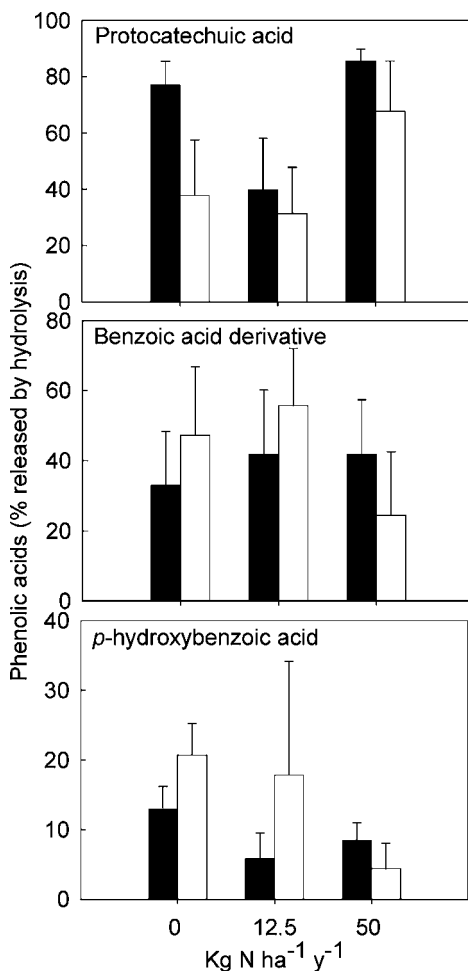 Phenolic acids (% released by hydrolysis)
Protocatechuic acid
100
80
60
40
20
0
Benzoic acid derivative
80
60
40
20
0
p-hydroxybenzoic acid
40
30
20
10
0
0 12.5 50
Kg N ha⁻¹ y⁻¹